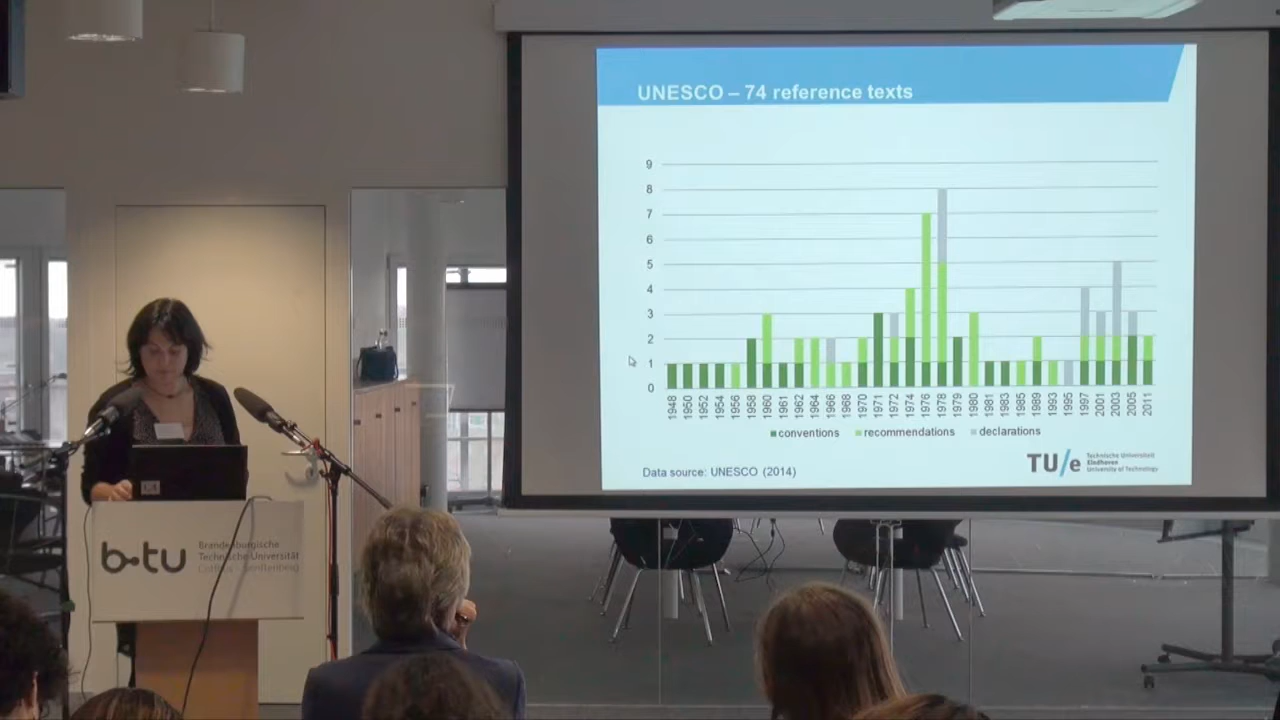 UNESCO – 74 reference texts
9
8
7
6
5
4
3
2
1
0
1948 1950 1952 1954 1956 1958 1960 1961 1962 1964 1966 1968 1970 1971 1972 1974 1976 1978 1979 1980 1981 1983 1985 1989 1993 1995 1997 2001 2003 2005 2011
conventions recommendations declarations
Data source: UNESCO (2014)
TU/e Technische Universiteit
Eindhoven
University of Technology
b-tu Brandenburgische
Technische Universität
Cottbus - Senftenberg